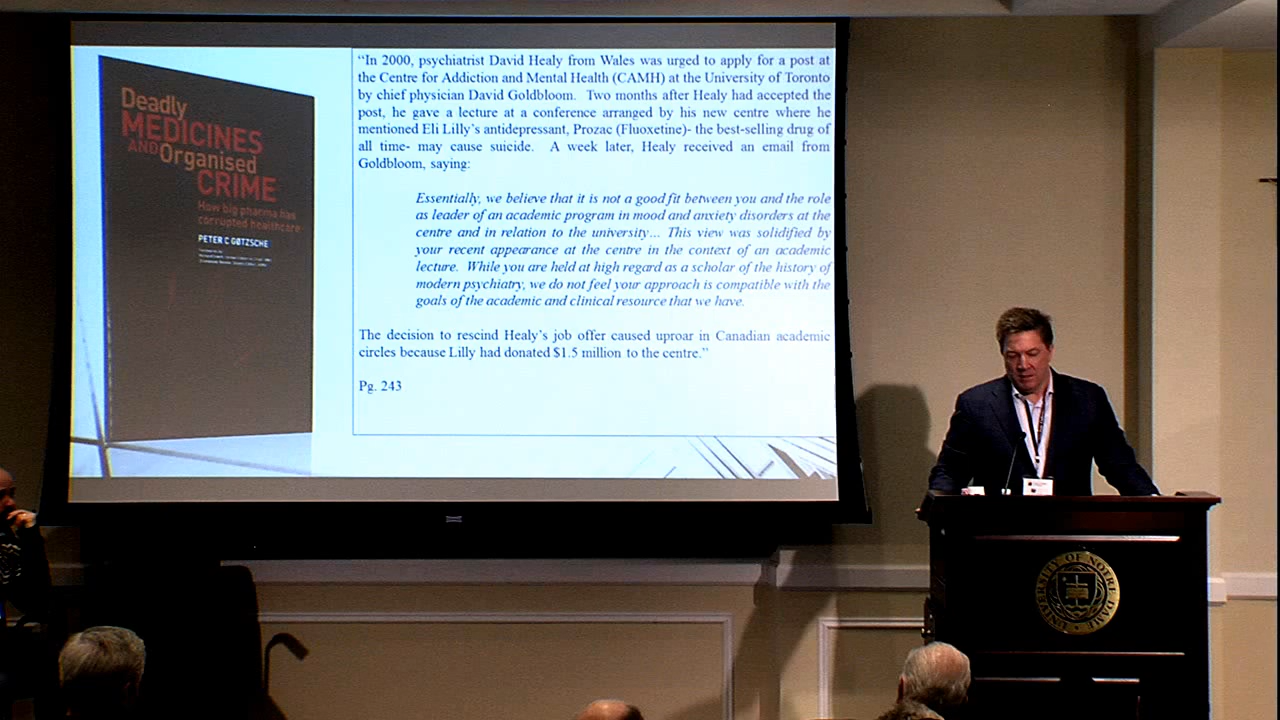 Deadly
MEDICINES
AND Organised
CRIME
How big pharma has
corrupted healthcare
PETER C GØTZSCHE
“In 2000, psychiatrist David Healy from Wales was urged to apply for a post at
the Centre for Addiction and Mental Health (CAMH) at the University of Toronto
by chief physician David Goldbloom. Two months after Healy had accepted the
post, he gave a lecture at a conference arranged by his new centre where he
mentioned Eli Lilly’s antidepressant, Prozac (Fluoxetine)- the best-selling drug of
all time- may cause suicide. A week later, Healy received an email from
Goldbloom, saying:
Essentially, we believe that it is not a good fit between you and the role
as leader of an academic program in mood and anxiety disorders at the
centre and in relation to the university… This view was solidified by
your recent appearance at the centre in the context of an academic
lecture. While you are held at high regard as a scholar of the history of
modern psychiatry, we do not feel your approach is compatible with the
goals of the academic and clinical resource that we have.
The decision to rescind Healy’s job offer caused uproar in Canadian academic
circles because Lilly had donated $1.5 million to the centre.”
Pg. 243
UNIVERSITY OF NOTRE DAME